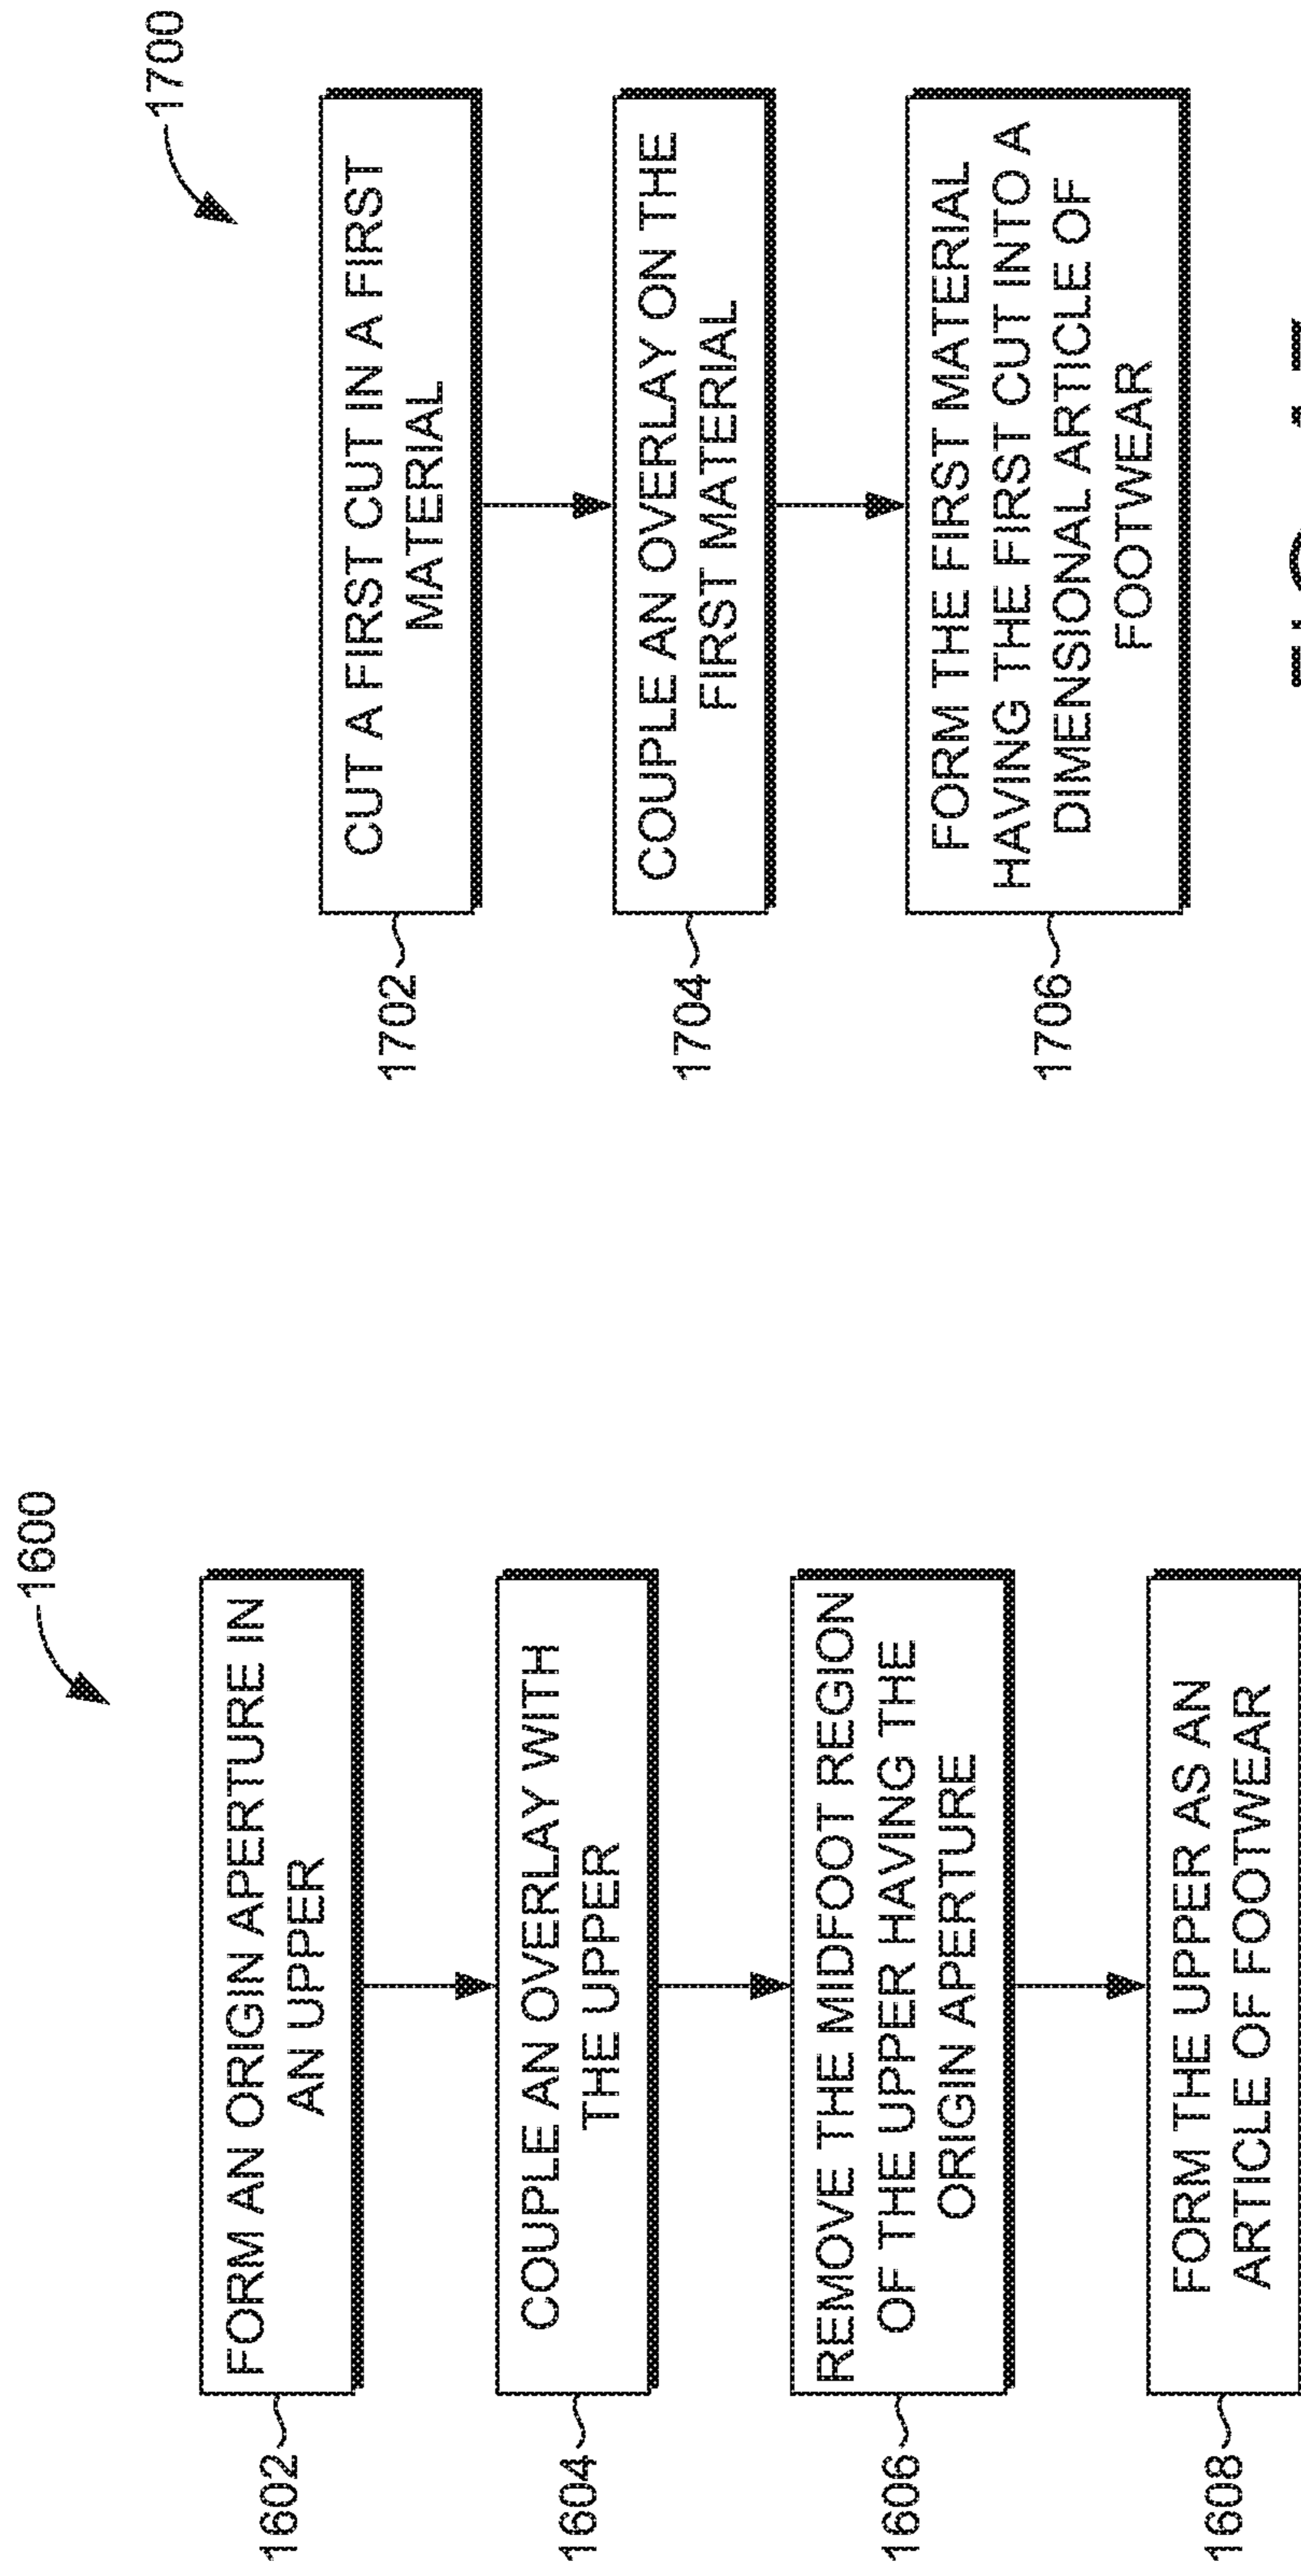 1600
1602
FORM AN ORIGIN APERTURE IN
AN UPPER
1604
COUPLE AN OVERLAY WITH
THE UPPER
1606
REMOVE THE MIDFOOT REGION
OF THE UPPER HAVING THE
ORIGIN APERTURE
1608
FORM THE UPPER AS AN
ARTICLE OF FOOTWEAR
1700
1702
CUT A FIRST CUT IN A FIRST
MATERIAL
1704
COUPLE AN OVERLAY ON THE
FIRST MATERIAL
1706
FORM THE FIRST MATERIAL
HAVING THE FIRST CUT INTO A
DIMENSIONAL ARTICLE OF
FOOTWEAR